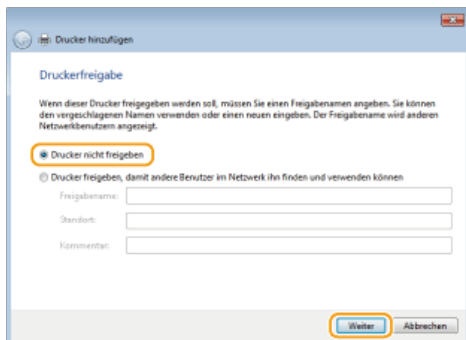 Drucker hinzufügen
Druckerfreigabe
Wenn dieser Drucker freigegeben werden soll, müssen Sie einen Freigabenamen angeben. Sie können
den vorgeschlagenen Namen verwenden oder einen neuen eingeben. Der Freigabename wird anderen
Netzwerkbenutzern angezeigt.
Drucker nicht freigeben
Drucker freigeben, damit andere Benutzer im Netzwerk ihn finden und verwenden können
Freigabename:
Standort:
Kommentar:
Weiter Abbrechen